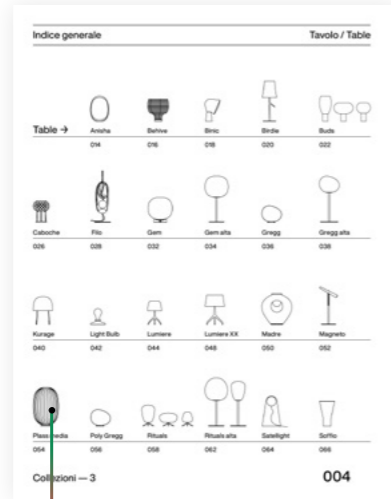 Indice generale Tavolo / Table
Table → Anisha Behive Binic Birdie Buds
014 016 018 020 022
Caboche Filo Gem Gem alta Gregg Gregg alta
026 028 032 034 036 038
Kurage Light Bulb Lumiere Lumiere XX Madre Magneto
040 042 044 048 050 052
Plass media Poly Gregg Rituals Rituals alta Satellight Soffio
054 056 058 062 064 066
Collezioni — 3 004